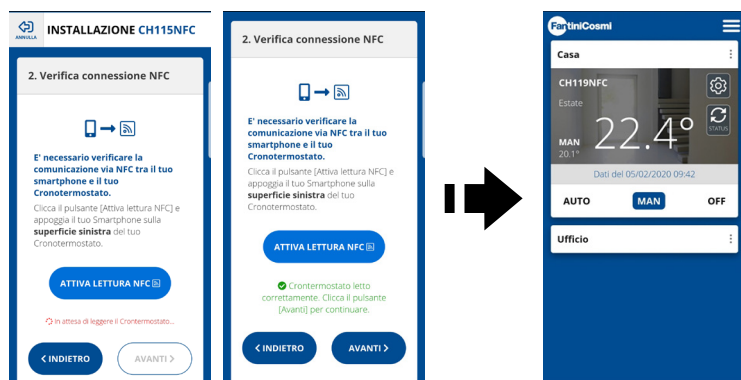 ANNULLA
INSTALLAZIONE CH115NFC
2. Verifica connessione NFC
E' necessario verificare la
comunicazione via NFC tra il tuo
smartphone e il tuo
Cronotermostato.
Clicca il pulsante [Attiva lettura NFC] e
appoggia il tuo Smartphone sulla
superficie sinistra del tuo
Cronotermostato.
ATTIVA LETTURA NFC
In attesa di leggere il Crontermostato...
< INDIETRO
AVANTI >
2. Verifica connessione NFC
E' necessario verificare la
comunicazione via NFC tra il tuo
smartphone e il tuo
Cronotermostato.
Clicca il pulsante [Attiva lettura NFC] e
appoggia il tuo Smartphone sulla
superficie sinistra del tuo
Cronotermostato.
ATTIVA LETTURA NFC
Crontermostato letto
correttamente. Clicca il pulsante
[Avanti] per continuare.
< INDIETRO
AVANTI >
FantiniCosmi
Casa
CH119NFC
Estate
22.4°
STATUS
MAN
20.1°
Dati del 05/02/2020 09:42
AUTO
MAN
OFF
Ufficio